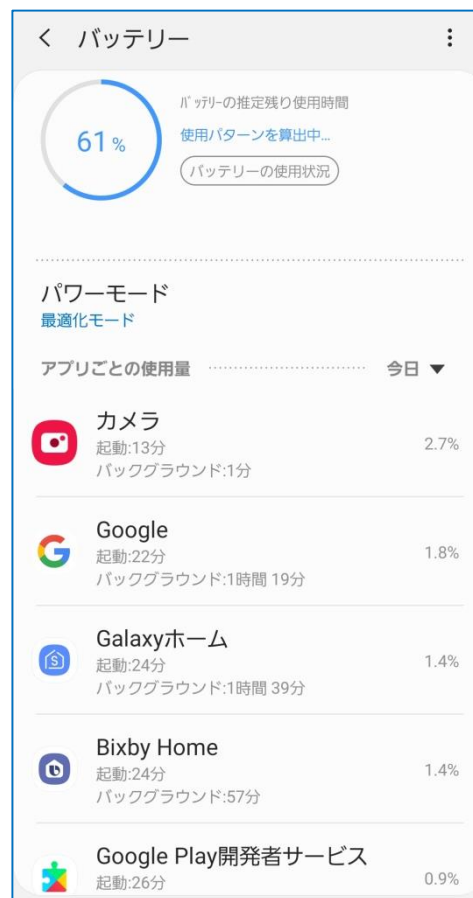 バッテリー
バッテリーの推定残り使用時間
61 %
使用パターンを算出中...
バッテリーの使用状況
パワーモード
最適化モード
アプリごとの使用量 今日 ▼
カメラ
起動:13分
バックグラウンド:1分
2.7%
Google
起動:22分
バックグラウンド:1時間 19分
1.8%
Galaxyホーム
起動:24分
バックグラウンド:1時間 39分
1.4%
Bixby Home
起動:24分
バックグラウンド:57分
1.4%
Google Play開発者サービス
起動:26分
0.9%